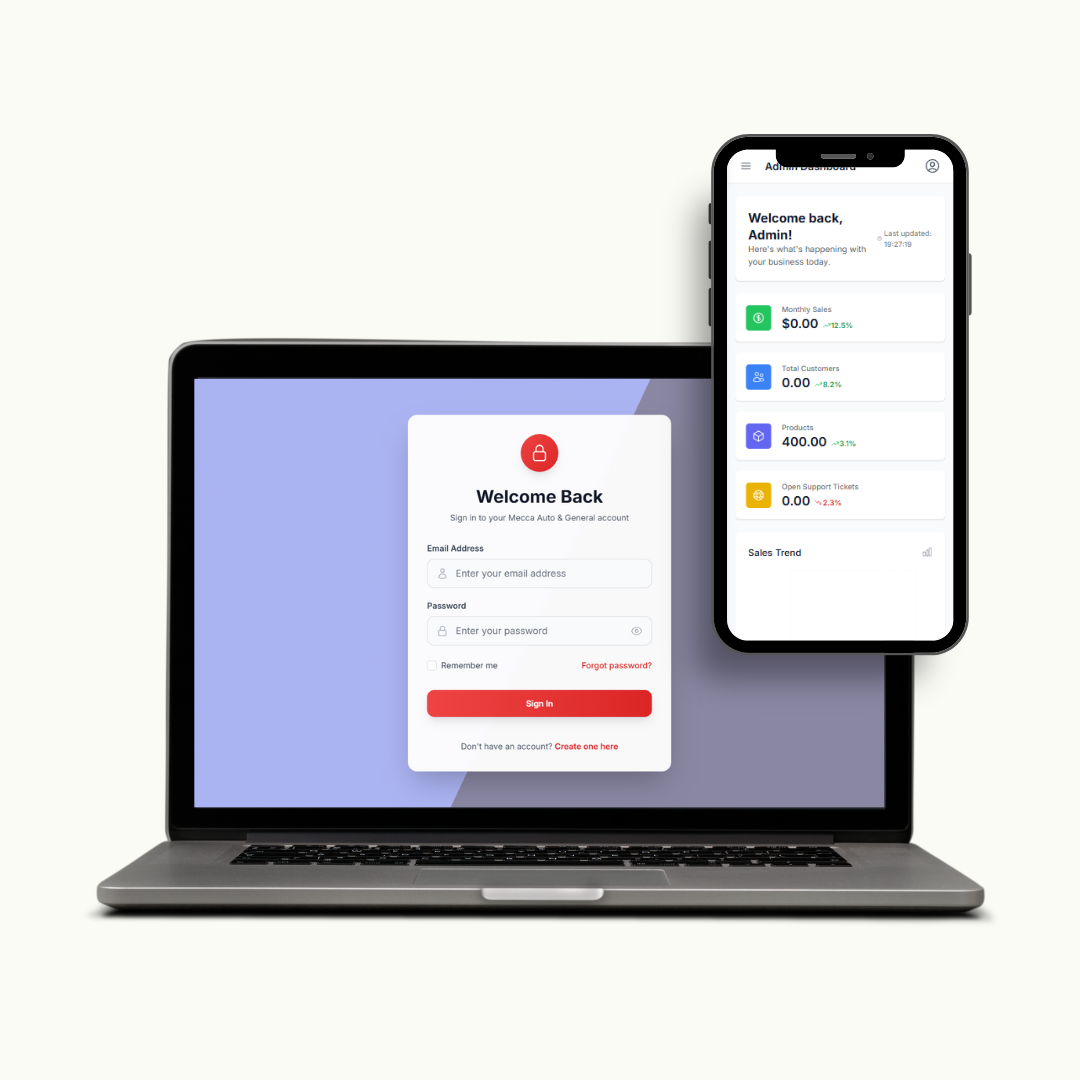 Admin Dashboard
Welcome back,
Admin!
Here's what's happening with
your business today.
Last updated:
19:27:19
Monthly Sales
$0.00 12.5%
Total Customers
0.00 8.2%
Products
400.00 3.1%
Open Support Tickets
0.00 2.3%
Sales Trend
Welcome Back
Sign in to your Mecca Auto & General account
Email Address
Enter your email address
Password
Enter your password
Remember me Forgot password?
Sign In
Don't have an account? Create one here